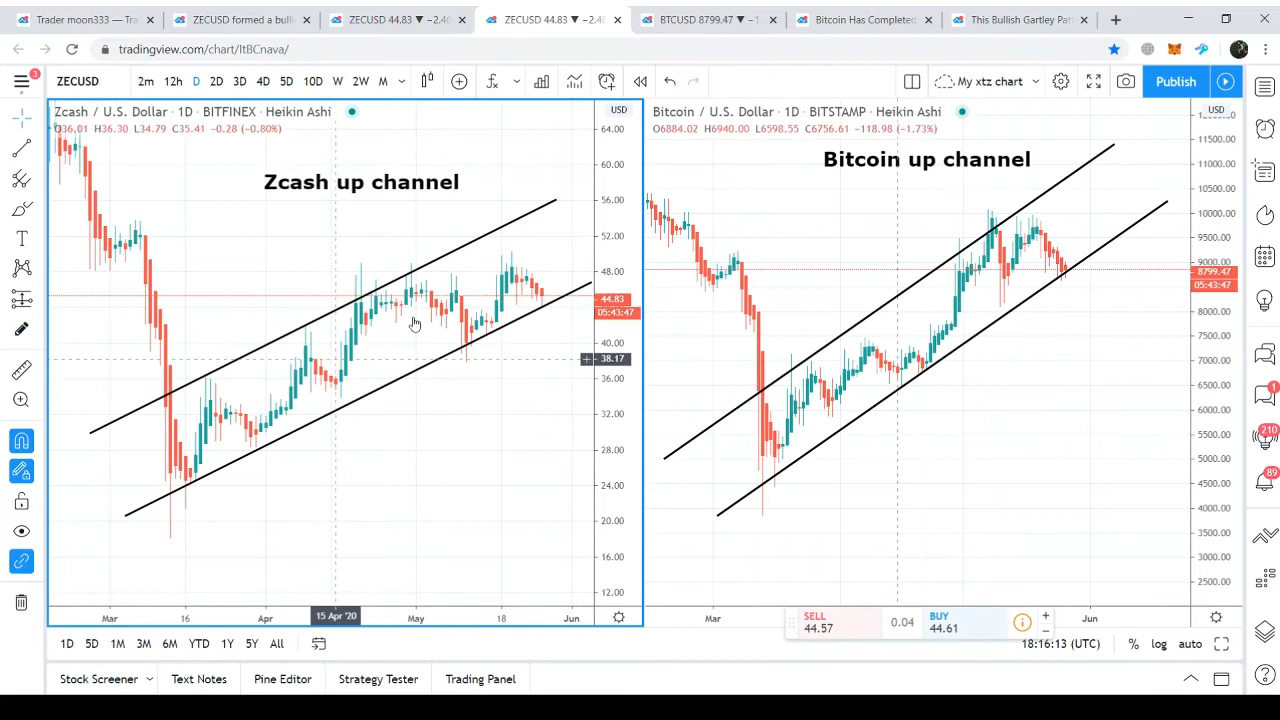 Trader moon333 — Tra
ZECUSD formed a bulli
ZECUSD 44.83 ▼ −2.46
ZECUSD 44.83 ▼ −2.46
BTCUSD 8799.47 ▼ −1.
Bitcoin Has Completed
This Bullish Gartley Pat
tradingview.com/chart/ItBCnava/
3
ZECUSD
2m 12h D 2D 3D 4D 5D 10D W 2W M
My xtz chart
Publish
Zcash / U.S. Dollar · 1D · BITFINEX · Heikin Ashi
O36.01 H36.30 L34.79 C35.41 −0.28 (−0.80%)
USD
64.00
60.00
56.00
52.00
48.00
44.83
05:43:47
40.00
38.17
36.00
32.00
28.00
24.00
20.00
16.00
12.00
Zcash up channel
Mar 16 Apr 15 Apr '20 May 18 Jun
Bitcoin / U.S. Dollar · 1D · BITSTAMP · Heikin Ashi
O6884.02 H6940.00 L6598.55 C6756.61 −118.98 (−1.73%)
USD
Bitcoin up channel
11500.00
11000.00
10500.00
10000.00
9500.00
9000.00
8799.47
05:43:47
8000.00
7500.00
7000.00
6500.00
6000.00
5500.00
5000.00
4500.00
4000.00
3500.00
3000.00
2500.00
Mar
Jun
SELL
44.57
0.04
BUY
44.61
1
210
89
1D 5D 1M 3M 6M YTD 1Y 5Y All
18:16:13 (UTC) % log auto
Stock Screener Text Notes Pine Editor Strategy Tester Trading Panel